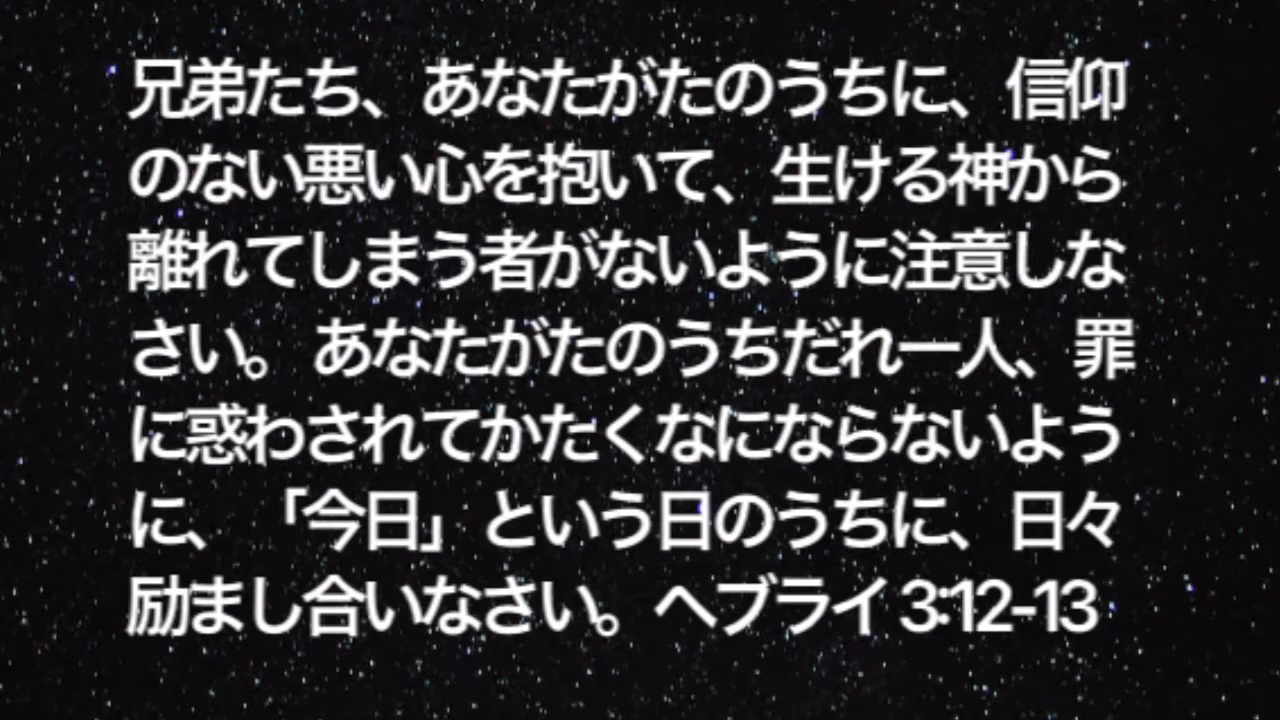 兄弟たち、あなたがたのうちに、信仰
のない悪い心を抱いて、生ける神から
離れてしまう者がないように注意しな
さい。 あなたがたのうちだれ一人、罪
に惑わされてかたくなにならないよう
に、「今日」という日のうちに、日々
励まし合いなさい。ヘブライ 3:12-13